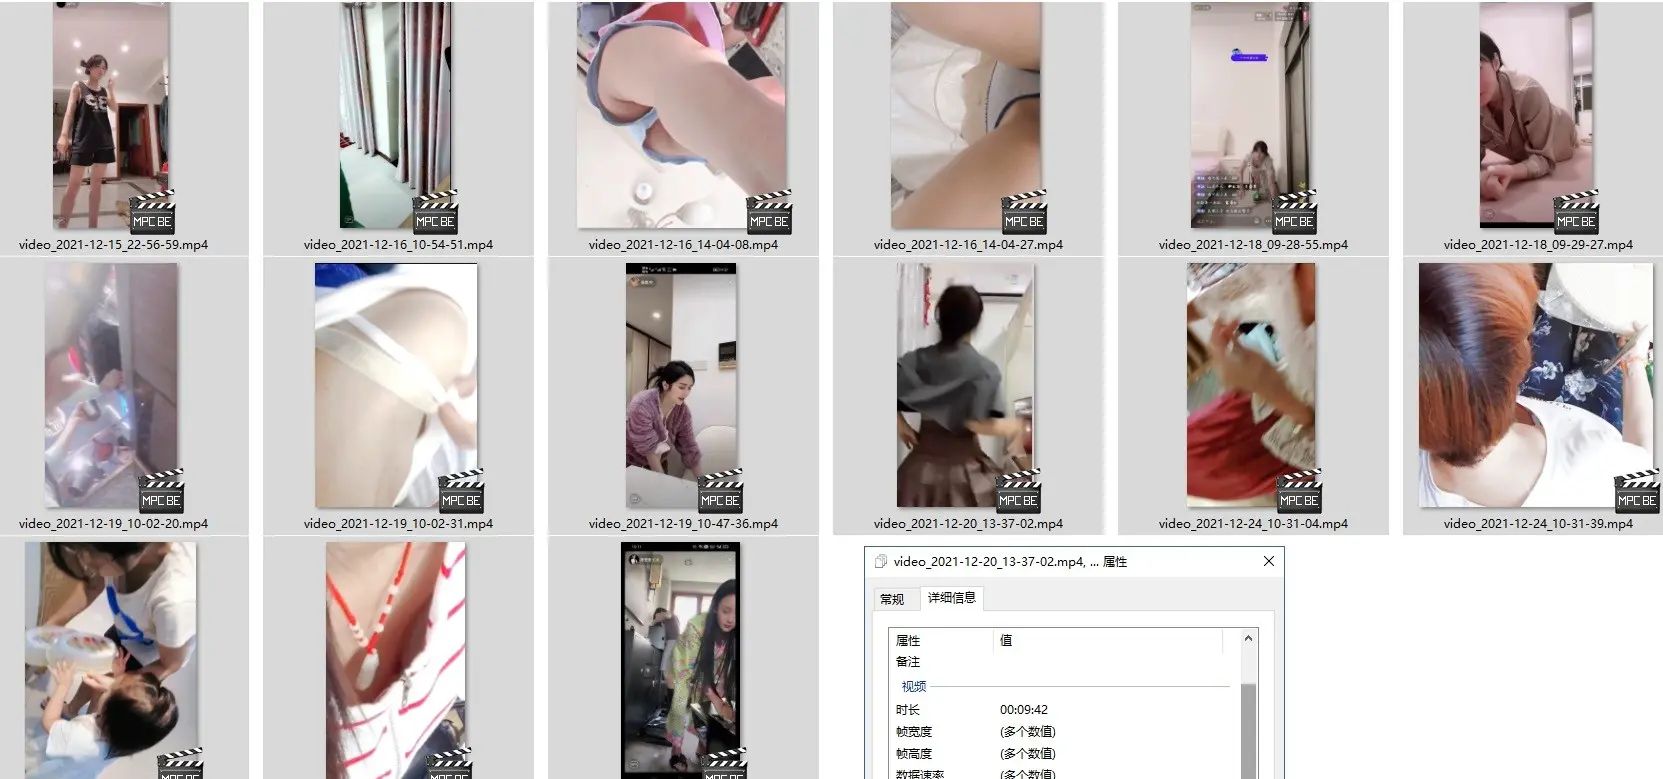 MPC BE
MPC BE
MPC BE
MPC BE
MPC BE
MPC BE
video_2021-12-15_22-56-59.mp4
video_2021-12-16_10-54-51.mp4
video_2021-12-16_14-04-08.mp4
video_2021-12-16_14-04-27.mp4
video_2021-12-18_09-28-55.mp4
video_2021-12-18_09-29-27.mp4
MPC BE
MPC BE
MPC BE
MPC BE
MPC BE
MPC BE
video_2021-12-19_10-02-20.mp4
video_2021-12-19_10-02-31.mp4
video_2021-12-19_10-47-36.mp4
video_2021-12-20_13-37-02.mp4
video_2021-12-24_10-31-04.mp4
video_2021-12-24_10-31-39.mp4
video_2021-12-20_13-37-02.mp4, ... 属性
常规
详细信息
属性 值
备注
视频
时长 00:09:42
帧宽度 (多个数值)
帧高度 (多个数值)
数据速率 (多个数值)
MPC BE
MPC BE
MPC BE